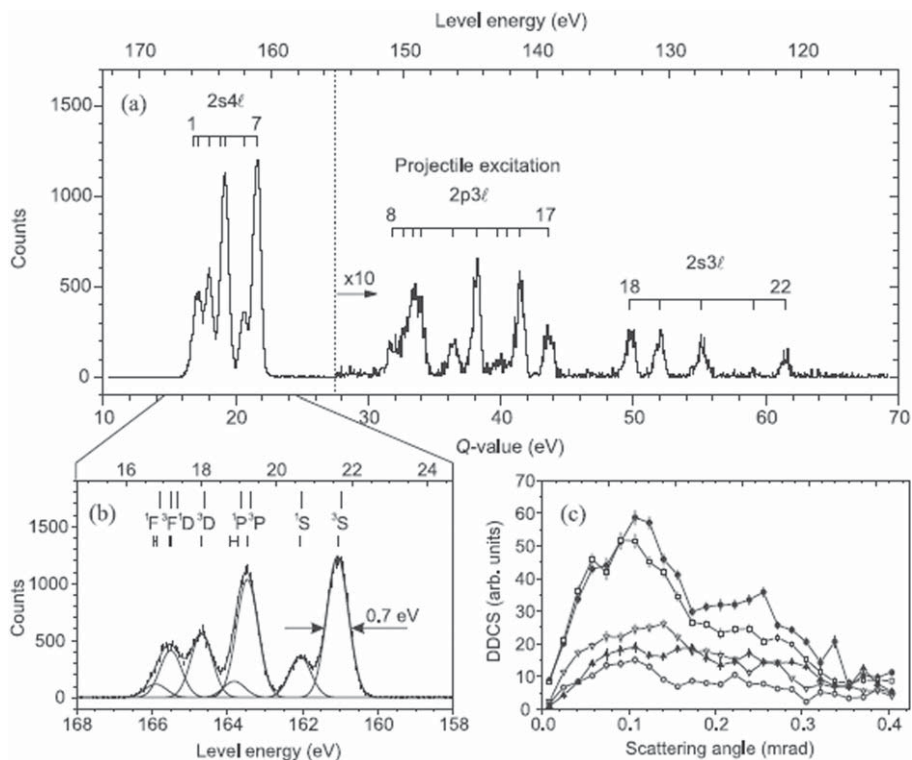 Level energy (eV)
170 160 150 140 130 120
(a)
2s4ℓ
1 7
Projectile excitation
2p3ℓ
8 17
2s3ℓ
18 22
x10
Counts
1500
1000
500
0
10 20 30 40 50 60 70
Q-value (eV)
16 18 20 22 24
(b)
¹F ³F ¹D ³D ¹P ³P ¹S ³S
0.7 eV
Counts
1500
1000
500
0
168 166 164 162 160 158
Level energy (eV)
(c)
DDCS (arb. units)
70
60
50
40
30
20
10
0
0.0 0.1 0.2 0.3 0.4
Scattering angle (mrad)